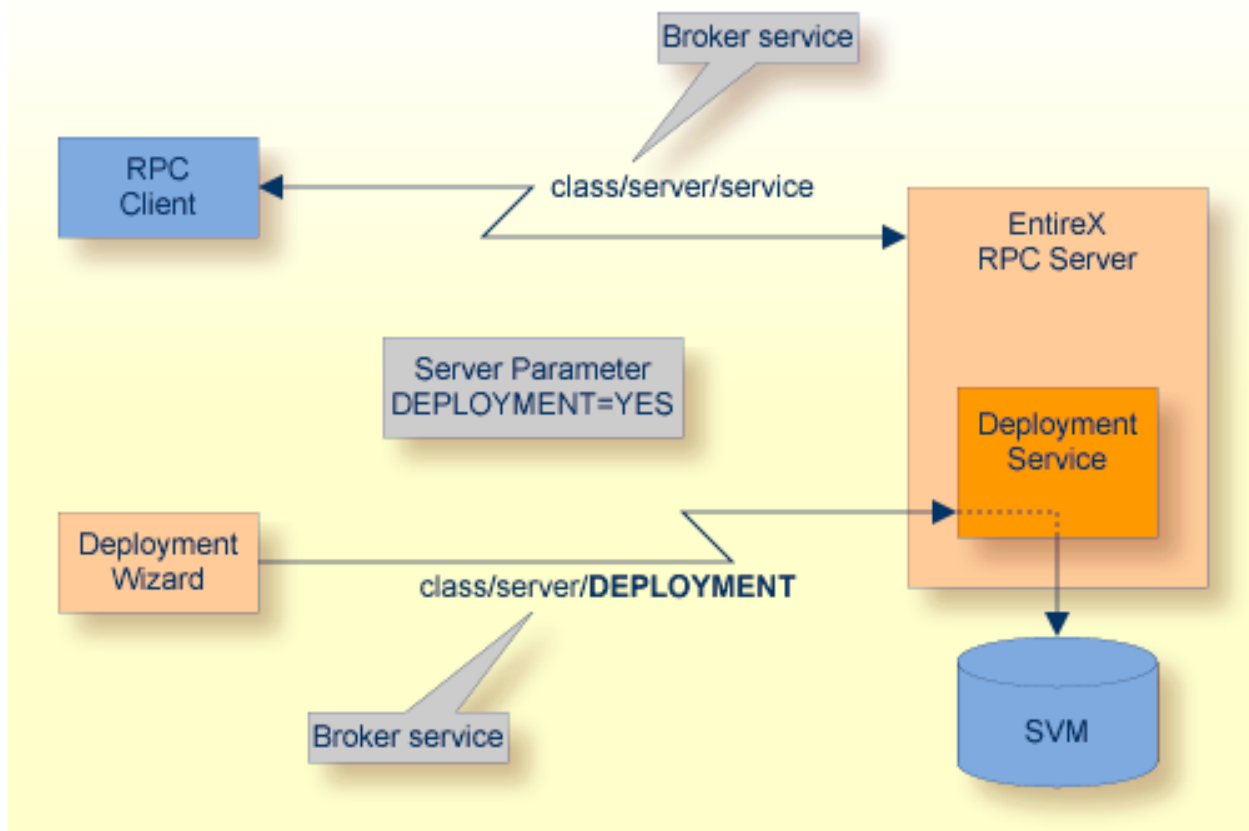 Broker service
RPC
Client
class/server/service
EntireX
RPC Server
Server Parameter
DEPLOYMENT=YES
Deployment
Service
Deployment
Wizard
class/server/DEPLOYMENT
Broker service
SVM